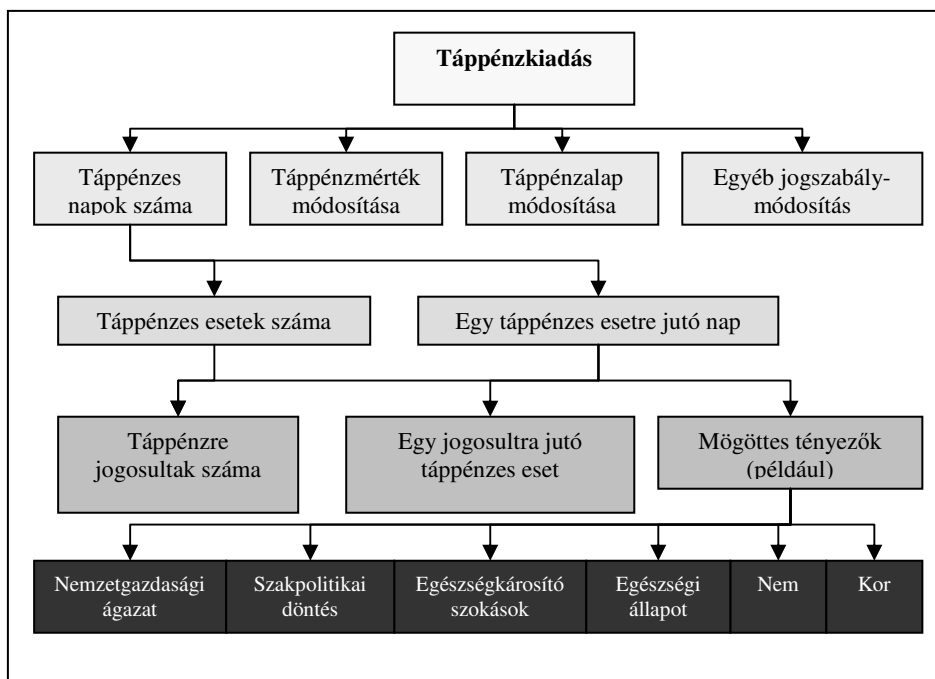 Táppénzkiadás
Táppénzes
napok száma
Táppénzmérték
módosítása
Táppénzalap
módosítása
Egyéb jogszabály-
módosítás
Táppénzes esetek száma
Egy táppénzes esetre jutó nap
Táppénzre
jogosultak száma
Egy jogosultra jutó
táppénzes eset
Mögöttes tényezők
(például)
Nemzetgazdasági
ágazat
Szakpolitikai
döntés
Egészségkárosító
szokások
Egészségi
állapot
Nem
Kor